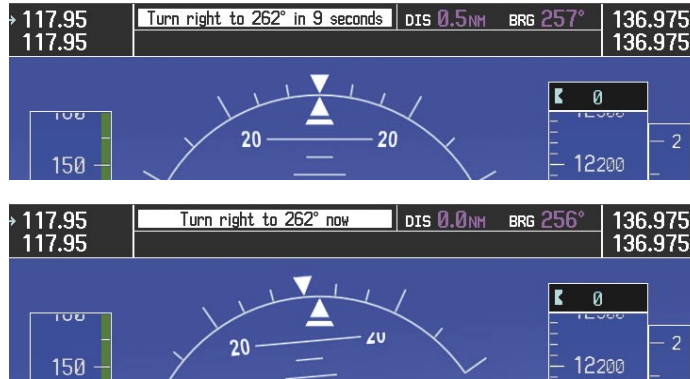 117.95 Turn right to 262° in 9 seconds DIS 0.5NM BRG 257° 136.975
117.95 136.975
0
20 20
150 12200 2
117.95 Turn right to 262° now DIS 0.0NM BRG 256° 136.975
117.95 136.975
0
20 20 2
150 12200